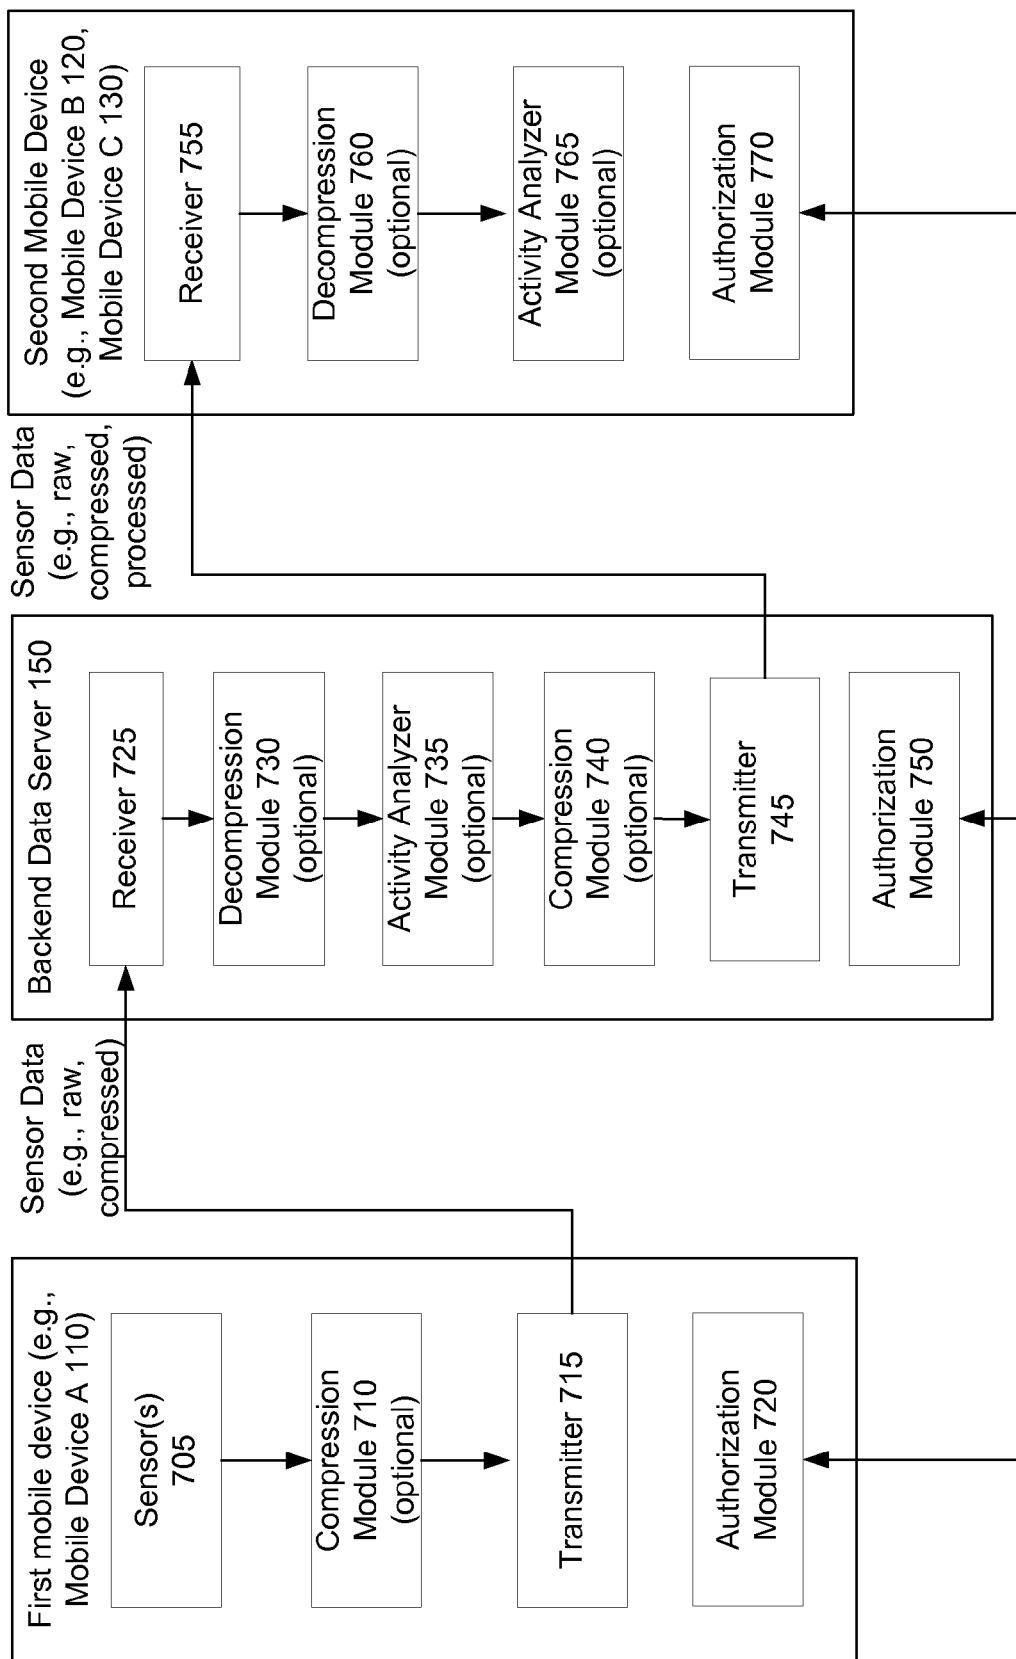 First mobile device (e.g.,
Mobile Device A 110)
Sensor(s)
705
Compression
Module 710
(optional)
Transmitter 715
Authorization
Module 720
Sensor Data
(e.g., raw,
compressed)
Backend Data Server 150
Receiver 725
Decompression
Module 730
(optional)
Activity Analyzer
Module 735
(optional)
Compression
Module 740
(optional)
Transmitter
745
Authorization
Module 750
Sensor Data
(e.g., raw,
compressed,
processed)
Second Mobile Device
(e.g., Mobile Device B 120,
Mobile Device C 130)
Receiver 755
Decompression
Module 760
(optional)
Activity Analyzer
Module 765
(optional)
Authorization
Module 770